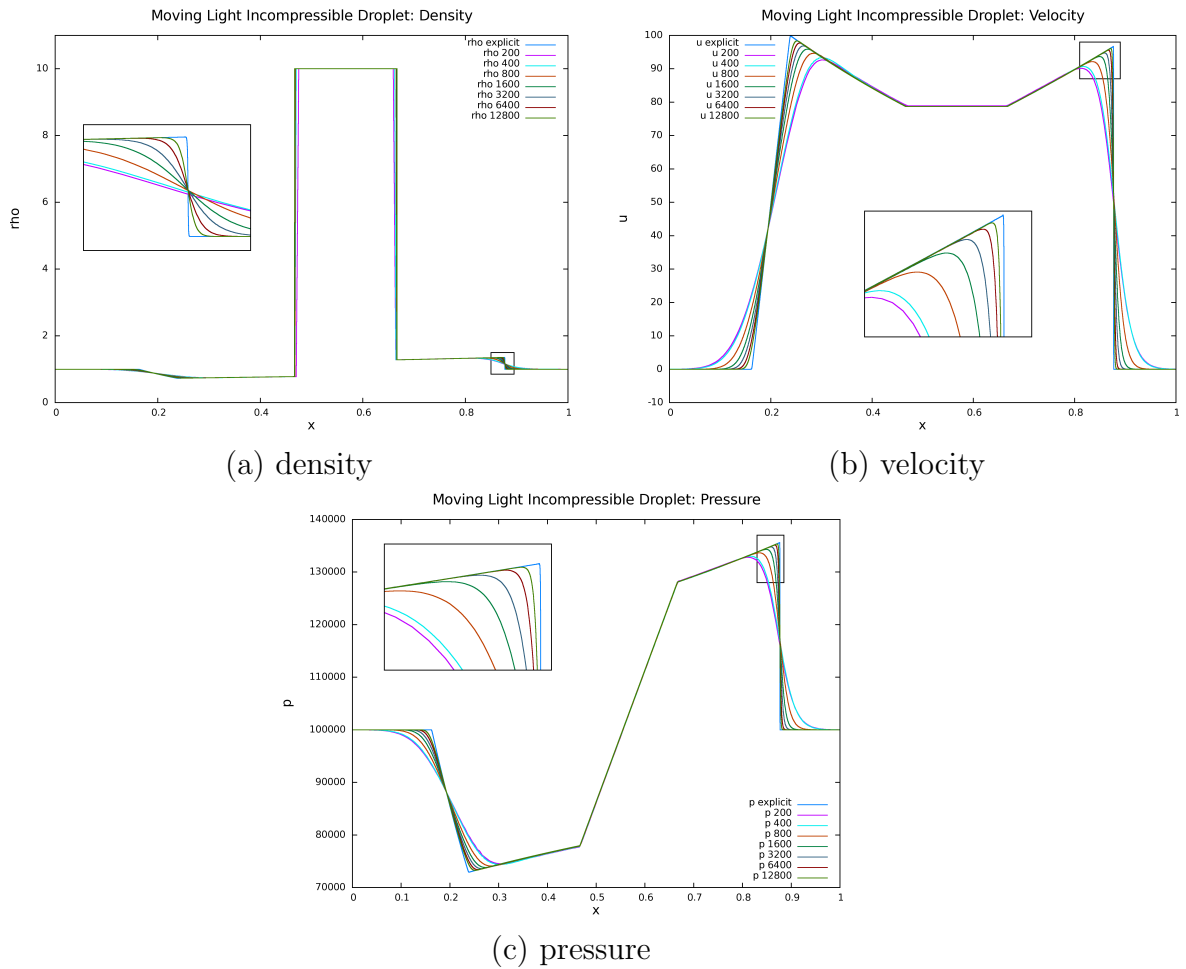 Moving Light Incompressible Droplet: Density
rho explicit
rho 200
rho 400
rho 800
rho 1600
rho 3200
rho 6400
rho 12800
10
8
6
4
2
0
rho
0 0.2 0.4 0.6 0.8 1
x
(a) density
Moving Light Incompressible Droplet: Velocity
u explicit
u 200
u 400
u 800
u 1600
u 3200
u 6400
u 12800
100
90
80
70
60
50
40
30
20
10
0
-10
u
0 0.2 0.4 0.6 0.8 1
x
(b) velocity
Moving Light Incompressible Droplet: Pressure
140000
130000
120000
110000
100000
90000
80000
70000
p
p explicit
p 200
p 400
p 800
p 1600
p 3200
p 6400
p 12800
0 0.1 0.2 0.3 0.4 0.5 0.6 0.7 0.8 0.9 1
x
(c) pressure